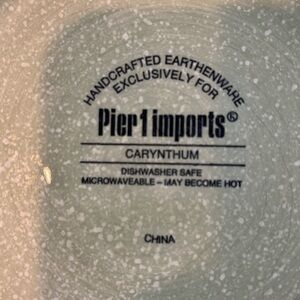 HANDCRAFTED EARTHENWARE
EXCLUSIVELY FOR
Pier 1 imports®
CARYNTHUM
DISHWASHER SAFE
MICROWAVEABLE – MAY BECOME HOT
CHINA